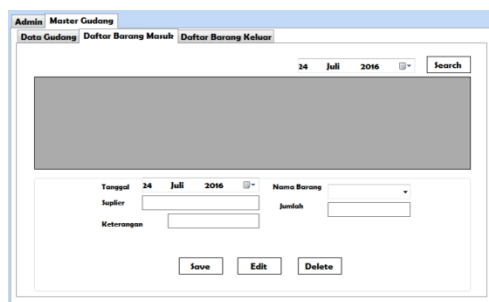 Admin Master Gudang
Data Gudang Daftar Barang Masuk Daftar Barang Keluar
24 Juli 2016 Search
Tanggal 24 Juli 2016 Nama Barang
Suplier Jumlah
Keterangan
Save Edit Delete